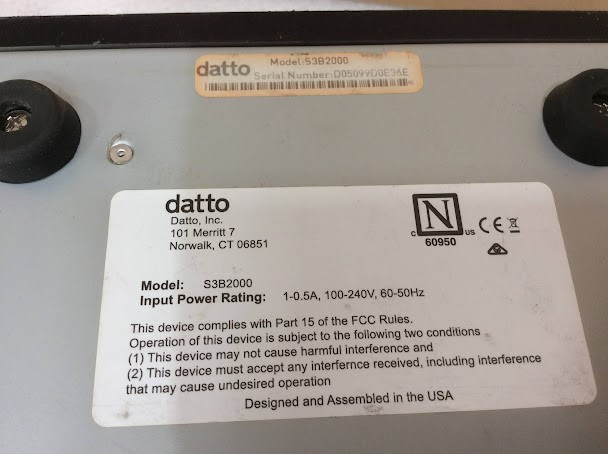 Model:S3B2000
datto Serial Number:D05099D0E36E
datto
Datto, Inc.
101 Merritt 7
Norwalk, CT 06851
N
C US
60950
CE
Model: S3B2000
Input Power Rating: 1-0.5A, 100-240V, 60-50Hz
This device complies with Part 15 of the FCC Rules.
Operation of this device is subject to the following two conditions
(1) This device may not cause harmful interference and
(2) This device must accept any interfernce received, including interference
that may cause undesired operation
Designed and Assembled in the USA